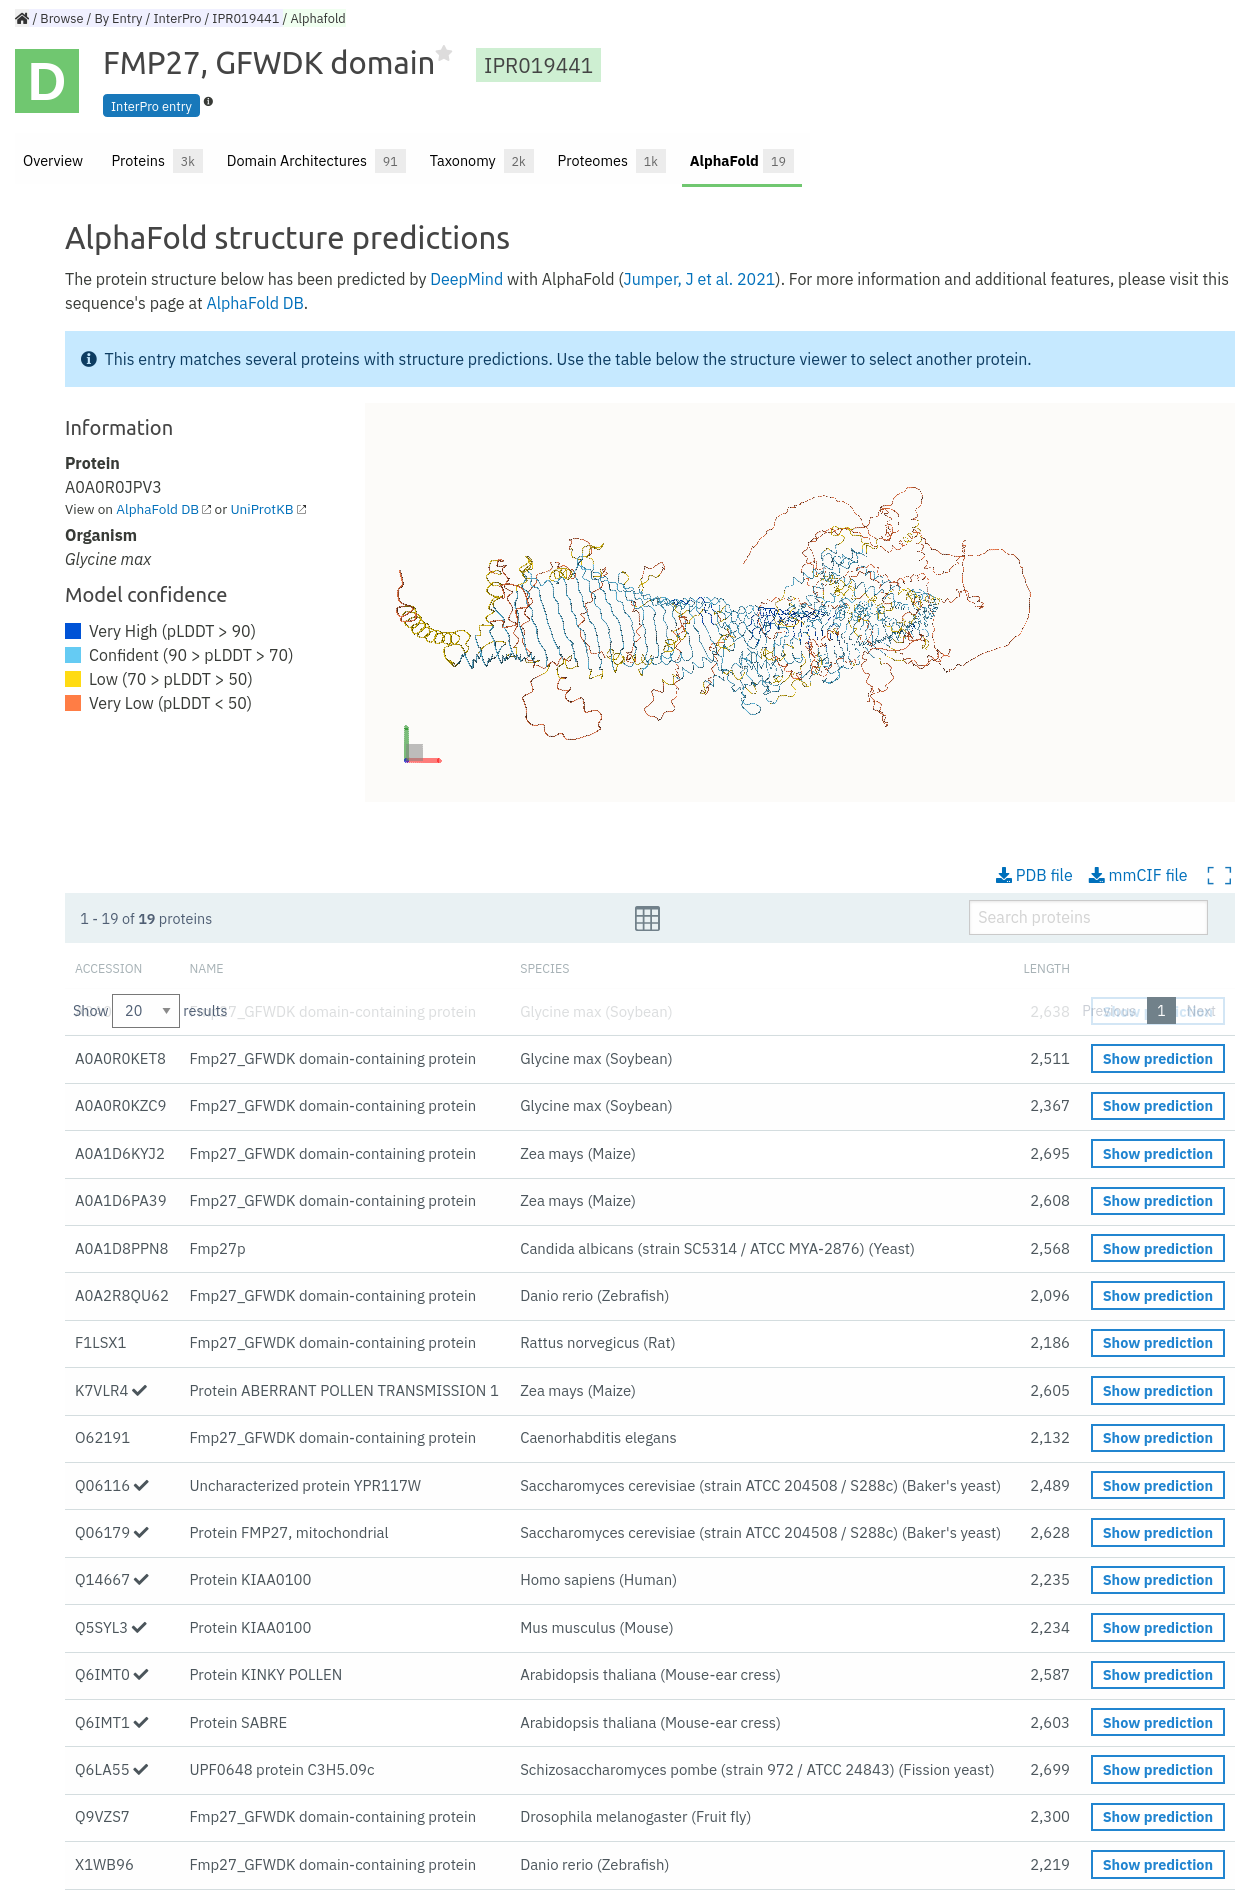 / Browse / By Entry / InterPro / IPR019441 / Alphafold
D
FMP27, GFWDK domain IPR019441
InterPro entry
Overview Proteins 3k Domain Architectures 91 Taxonomy 2k Proteomes 1k AlphaFold 19
AlphaFold structure predictions
The protein structure below has been predicted by DeepMind with AlphaFold (Jumper, J et al. 2021). For more information and additional features, please visit this
sequence's page at AlphaFold DB.
This entry matches several proteins with structure predictions. Use the table below the structure viewer to select another protein.
Information
Protein
A0A0R0JPV3
View on AlphaFold DB or UniProtKB
Organism
Glycine max
Model confidence
Very High (pLDDT > 90)
Confident (90 > pLDDT > 70)
Low (70 > pLDDT > 50)
Very Low (pLDDT < 50)
PDB file mmCIF file
1 - 19 of 19 proteins Search proteins
ACCESSION NAME SPECIES LENGTH
Show 20 results Fmp27_GFWDK domain-containing protein Glycine max (Soybean) 2,638 Previous 1 Next
A0A0R0KET8 Fmp27_GFWDK domain-containing protein Glycine max (Soybean) 2,511 Show prediction
A0A0R0KZC9 Fmp27_GFWDK domain-containing protein Glycine max (Soybean) 2,367 Show prediction
A0A1D6KYJ2 Fmp27_GFWDK domain-containing protein Zea mays (Maize) 2,695 Show prediction
A0A1D6PA39 Fmp27_GFWDK domain-containing protein Zea mays (Maize) 2,608 Show prediction
A0A1D8PPN8 Fmp27p Candida albicans (strain SC5314 / ATCC MYA-2876) (Yeast) 2,568 Show prediction
A0A2R8QU62 Fmp27_GFWDK domain-containing protein Danio rerio (Zebrafish) 2,096 Show prediction
F1LSX1 Fmp27_GFWDK domain-containing protein Rattus norvegicus (Rat) 2,186 Show prediction
K7VLR4 Protein ABERRANT POLLEN TRANSMISSION 1 Zea mays (Maize) 2,605 Show prediction
O62191 Fmp27_GFWDK domain-containing protein Caenorhabditis elegans 2,132 Show prediction
Q06116 Uncharacterized protein YPR117W Saccharomyces cerevisiae (strain ATCC 204508 / S288c) (Baker's yeast) 2,489 Show prediction
Q06179 Protein FMP27, mitochondrial Saccharomyces cerevisiae (strain ATCC 204508 / S288c) (Baker's yeast) 2,628 Show prediction
Q14667 Protein KIAA0100 Homo sapiens (Human) 2,235 Show prediction
Q5SYL3 Protein KIAA0100 Mus musculus (Mouse) 2,234 Show prediction
Q6IMT0 Protein KINKY POLLEN Arabidopsis thaliana (Mouse-ear cress) 2,587 Show prediction
Q6IMT1 Protein SABRE Arabidopsis thaliana (Mouse-ear cress) 2,603 Show prediction
Q6LA55 UPF0648 protein C3H5.09c Schizosaccharomyces pombe (strain 972 / ATCC 24843) (Fission yeast) 2,699 Show prediction
Q9VZS7 Fmp27_GFWDK domain-containing protein Drosophila melanogaster (Fruit fly) 2,300 Show prediction
X1WB96 Fmp27_GFWDK domain-containing protein Danio rerio (Zebrafish) 2,219 Show prediction